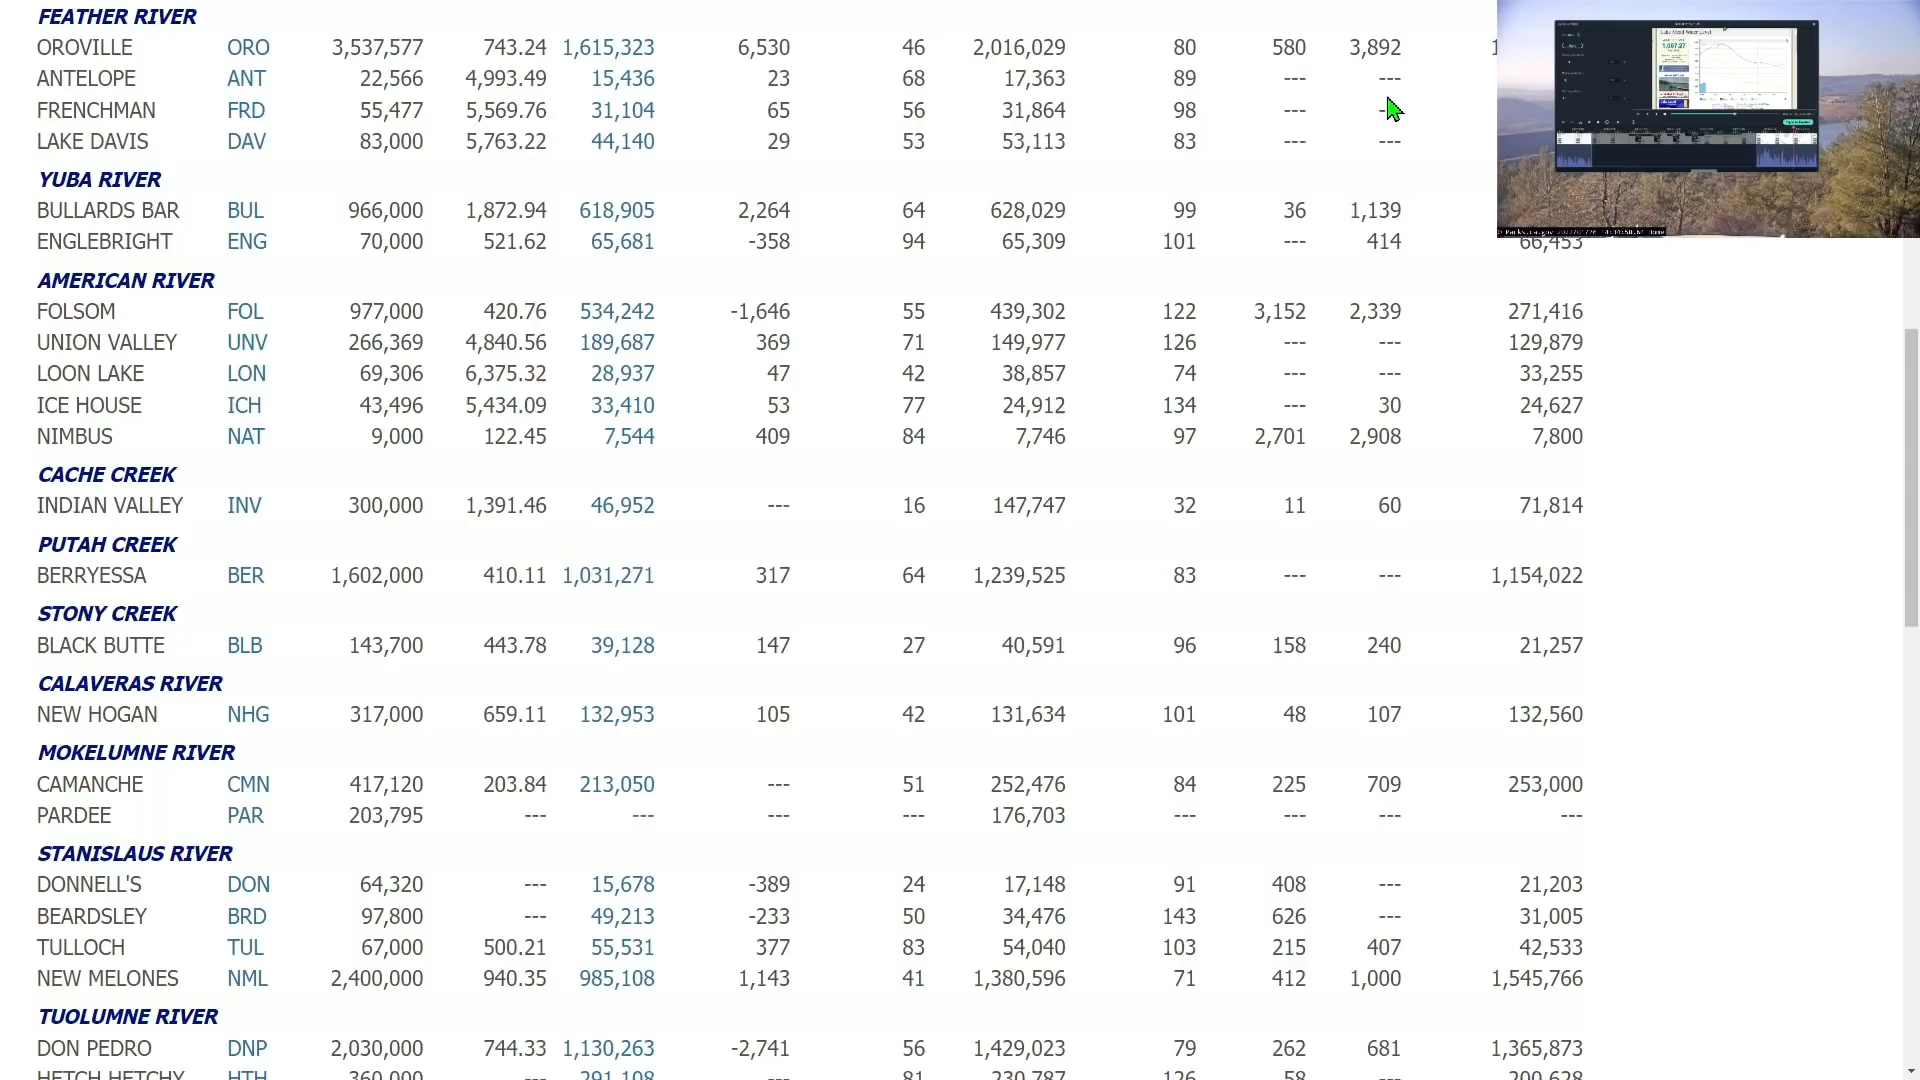 FEATHER RIVER
OROVILLE ORO 3,537,577 743.24 1,615,323 6,530 46 2,016,029 80 580 3,892
ANTELOPE ANT 22,566 4,993.49 15,436 23 68 17,363 89 --- ---
FRENCHMAN FRD 55,477 5,569.76 31,104 65 56 31,864 98 ---
LAKE DAVIS DAV 83,000 5,763.22 44,140 29 53 53,113 83 --- ---
YUBA RIVER
BULLARDS BAR BUL 966,000 1,872.94 618,905 2,264 64 628,029 99 36 1,139
ENGLEBRIGHT ENG 70,000 521.62 65,681 -358 94 65,309 101 --- 414 66,453
AMERICAN RIVER
FOLSOM FOL 977,000 420.76 534,242 -1,646 55 439,302 122 3,152 2,339 271,416
UNION VALLEY UNV 266,369 4,840.56 189,687 369 71 149,977 126 --- --- 129,879
LOON LAKE LON 69,306 6,375.32 28,937 47 42 38,857 74 --- --- 33,255
ICE HOUSE ICH 43,496 5,434.09 33,410 53 77 24,912 134 --- 30 24,627
NIMBUS NAT 9,000 122.45 7,544 409 84 7,746 97 2,701 2,908 7,800
CACHE CREEK
INDIAN VALLEY INV 300,000 1,391.46 46,952 --- 16 147,747 32 11 60 71,814
PUTAH CREEK
BERRYESSA BER 1,602,000 410.11 1,031,271 317 64 1,239,525 83 --- --- 1,154,022
STONY CREEK
BLACK BUTTE BLB 143,700 443.78 39,128 147 27 40,591 96 158 240 21,257
CALAVERAS RIVER
NEW HOGAN NHG 317,000 659.11 132,953 105 42 131,634 101 48 107 132,560
MOKELUMNE RIVER
CAMANCHE CMN 417,120 203.84 213,050 --- 51 252,476 84 225 709 253,000
PARDEE PAR 203,795 --- --- --- --- 176,703 --- --- --- ---
STANISLAUS RIVER
DONNELL'S DON 64,320 --- 15,678 -389 24 17,148 91 408 --- 21,203
BEARDSLEY BRD 97,800 --- 49,213 -233 50 34,476 143 626 --- 31,005
TULLOCH TUL 67,000 500.21 55,531 377 83 54,040 103 215 407 42,533
NEW MELONES NML 2,400,000 940.35 985,108 1,143 41 1,380,596 71 412 1,000 1,545,766
TUOLUMNE RIVER
DON PEDRO DNP 2,030,000 744.33 1,130,263 -2,741 56 1,429,023 79 262 681 1,365,873
HETCH HETCHY HTH 360,000 --- 291,108 --- 81 230,787 126 58 --- 200,628
Lake Mead Water Level
1,067.27